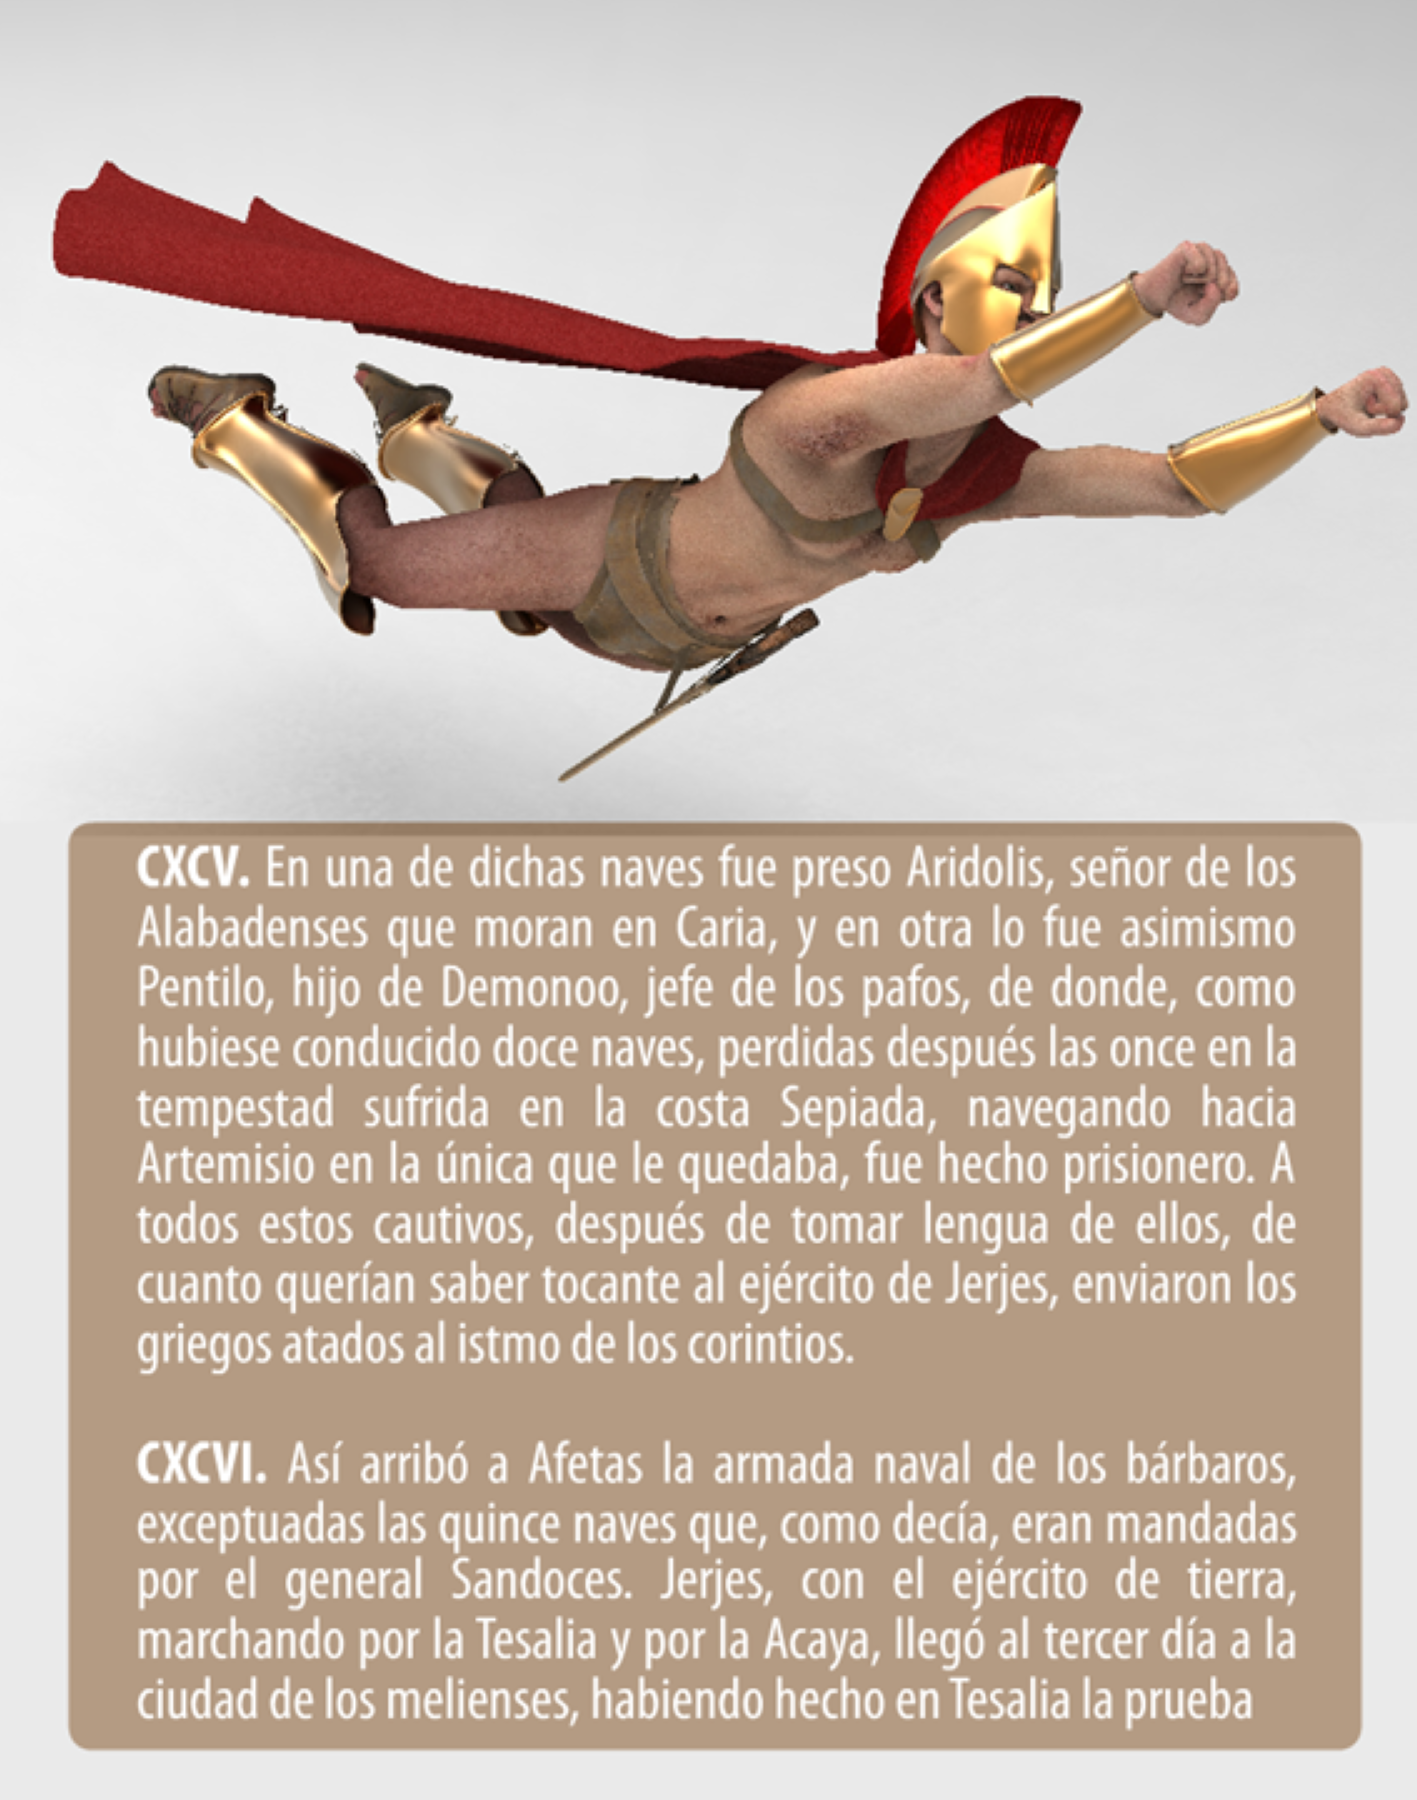 CXCV. En una de dichas naves fue preso Aridolis, señor de los
Alabadenses que moran en Caria, y en otra lo fue asimismo
Pentilo, hijo de Demonoo, jefe de los pafos, de donde, como
hubiese conducido doce naves, perdidas después las once en la
tempestad sufrida en la costa Sepiada, navegando hacia
Artemisio en la única que le quedaba, fue hecho prisionero. A
todos estos cautivos, después de tomar lengua de ellos, de
cuanto querían saber tocante al ejército de Jerjes, enviaron los
griegos atados al istmo de los corintios.
CXCVI. Así arribó a Afetas la armada naval de los bárbaros,
exceptuadas las quince naves que, como decía, eran mandadas
por el general Sandoces. Jerjes, con el ejército de tierra,
marchando por la Tesalia y por la Acaya, llegó al tercer día a la
ciudad de los melienses, habiendo hecho en Tesalia la prueba